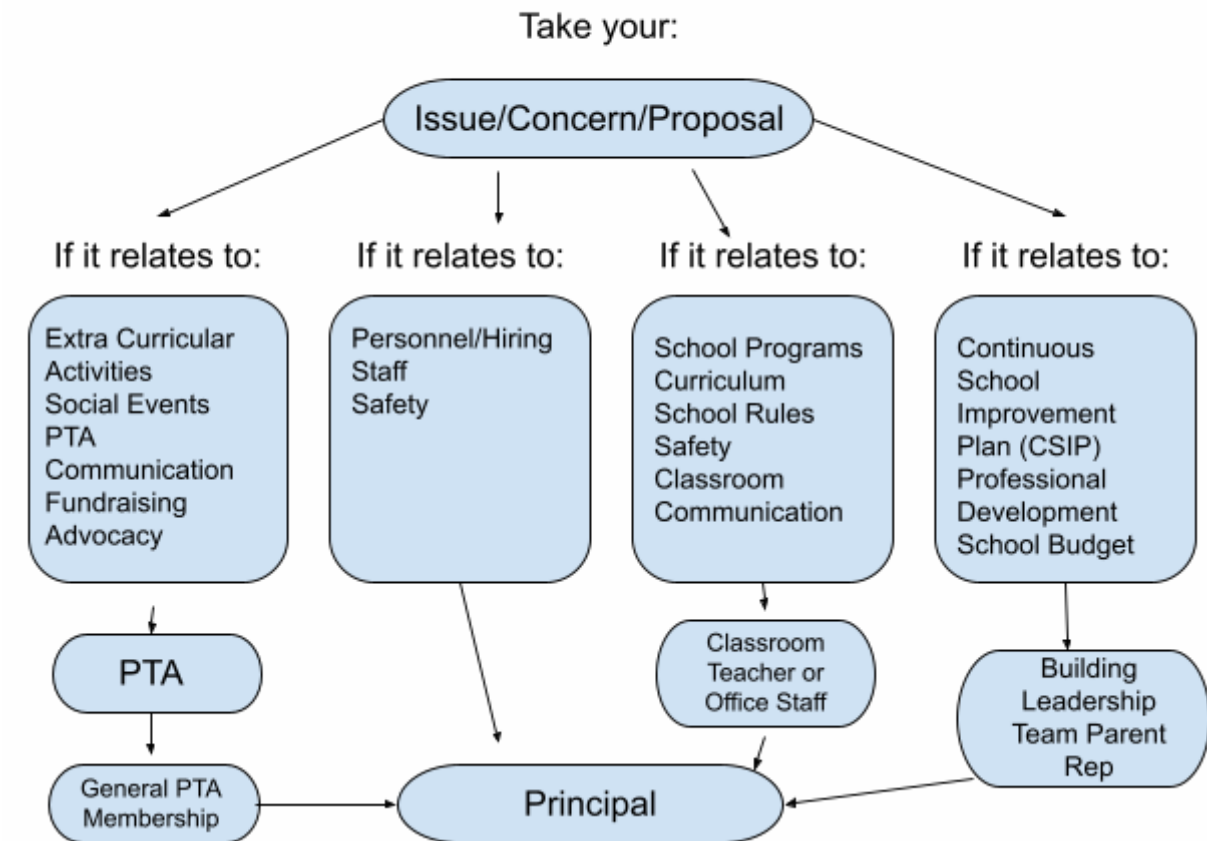 Take your:
Issue/Concern/Proposal
If it relates to:
Extra Curricular
Activities
Social Events
PTA
Communication
Fundraising
Advocacy
PTA
General PTA
Membership
If it relates to:
Personnel/Hiring
Staff
Safety
If it relates to:
School Programs
Curriculum
School Rules
Safety
Classroom
Communication
Classroom
Teacher or
Office Staff
If it relates to:
Continuous
School
Improvement
Plan (CSIP)
Professional
Development
School Budget
Building
Leadership
Team Parent
Rep
Principal